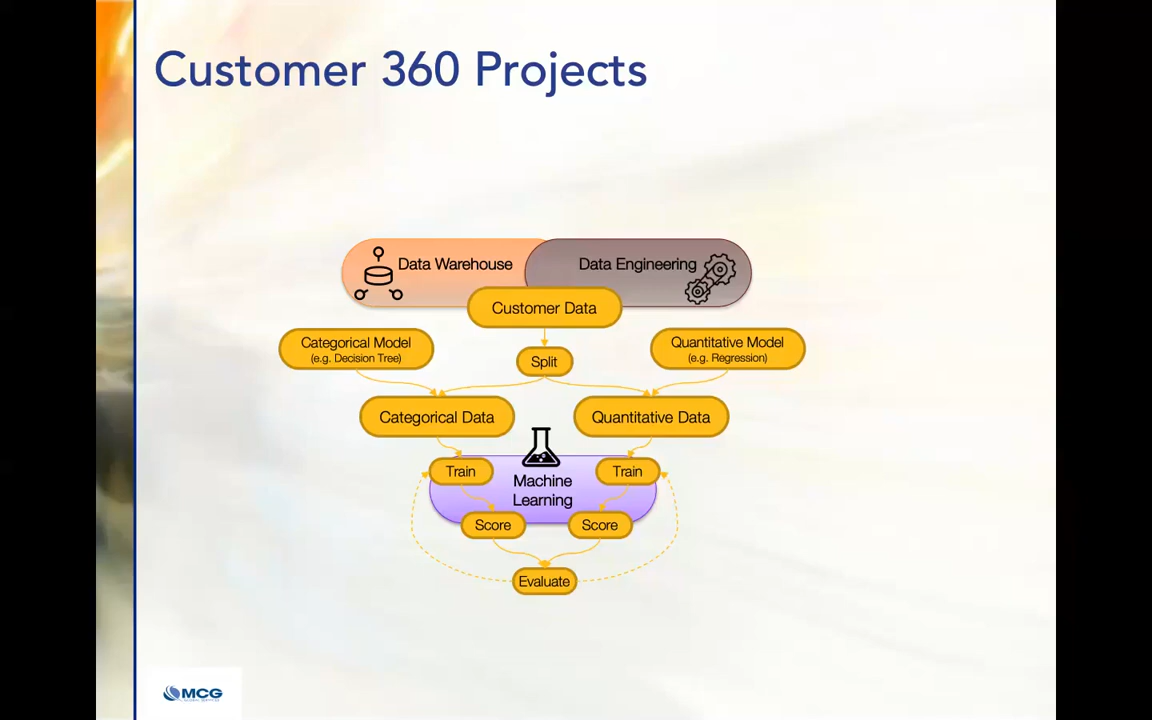 Customer 360 Projects
Data Warehouse
Data Engineering
Customer Data
Categorical Model
(e.g. Decision Tree)
Split
Quantitative Model
(e.g. Regression)
Categorical Data
Quantitative Data
Train
Machine
Learning
Train
Score
Score
Evaluate
MCG